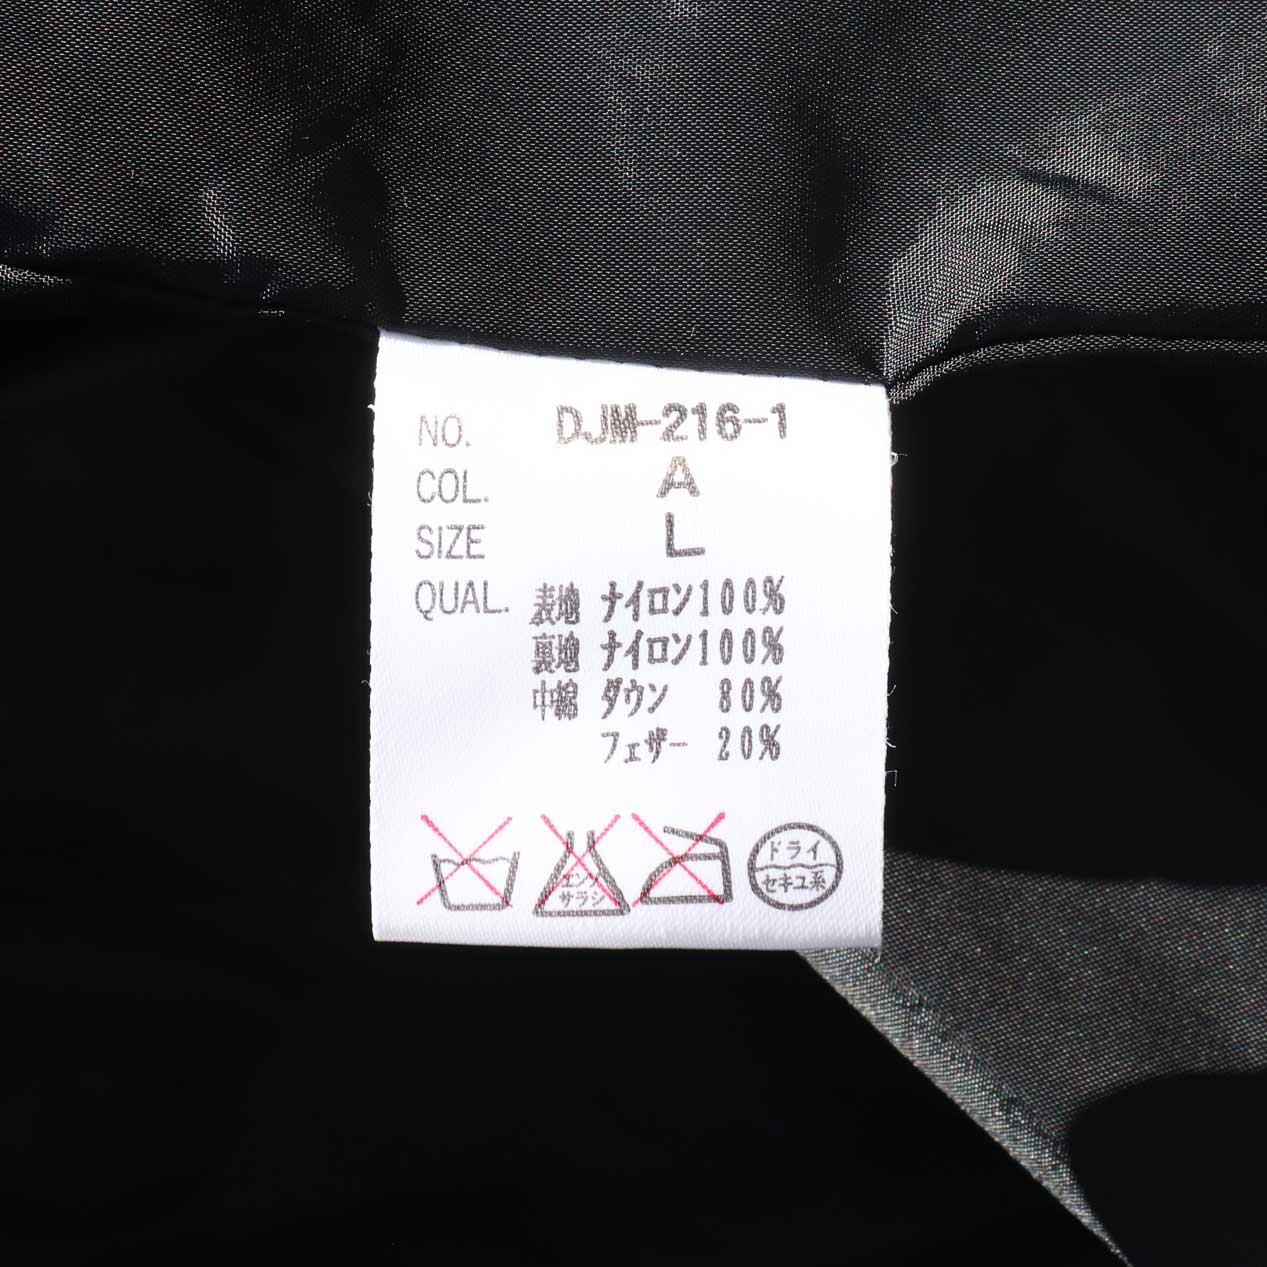 NO. DJM-216-1
COL. A
SIZE L
QUAL. 表地 ナイロン100%
裏地 ナイロン100%
中綿 ダウン 80%
フェザー 20%
エンソ
サラシ
ドライ
セキユ系